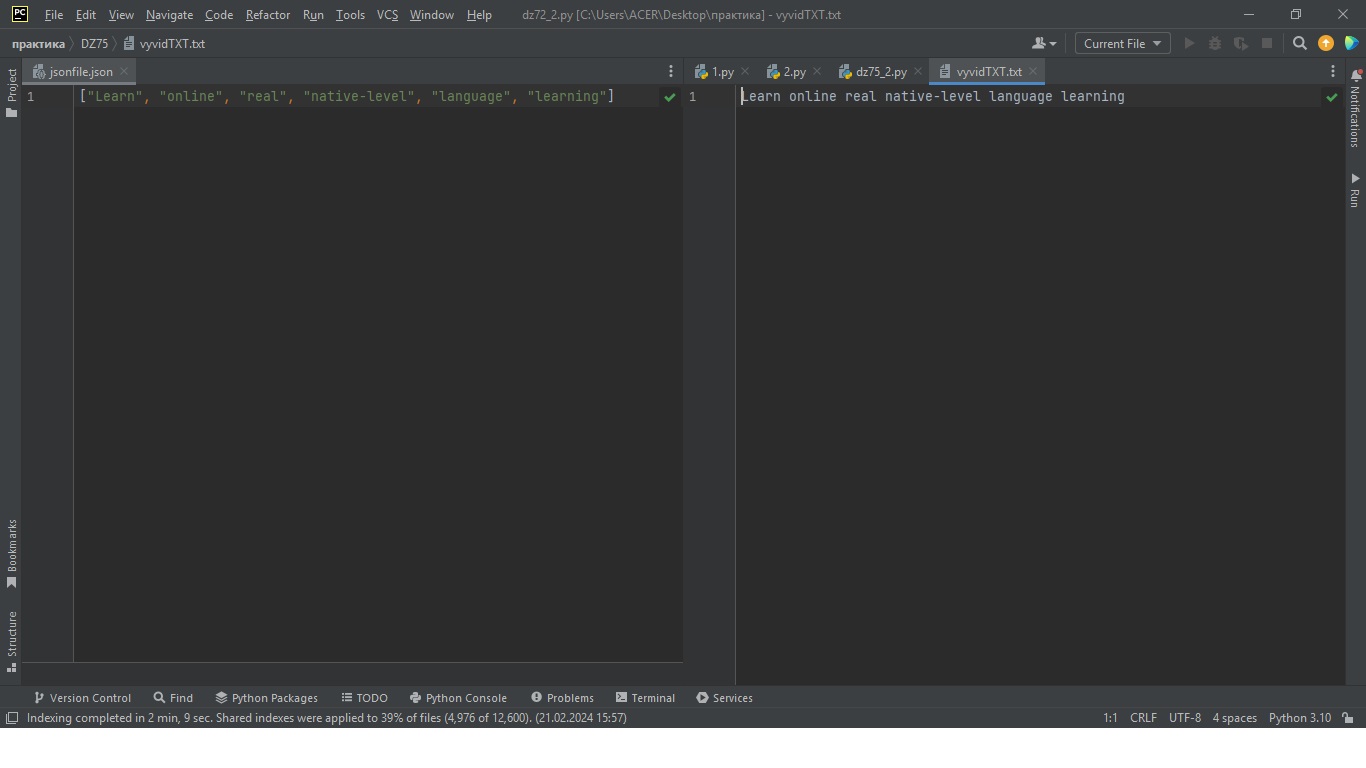 PC File Edit View Navigate Code Refactor Run Tools VCS Window Help dz72_2.py [C:\Users\ACER\Desktop\практика] - vyvidTXT.txt
практика DZ75 vyvidTXT.txt Current File
Project
jsonfile.json 1.py 2.py dz75_2.py vyvidTXT.txt
Notifications
1 ["Learn", "online", "real", "native-level", "language", "learning"]
1 Learn online real native-level language learning
Run
Bookmarks
Structure
Version Control Find Python Packages TODO Python Console Problems Terminal Services
Indexing completed in 2 min, 9 sec. Shared indexes were applied to 39% of files (4,976 of 12,600). (21.02.2024 15:57) 1:1 CRLF UTF-8 4 spaces Python 3.10